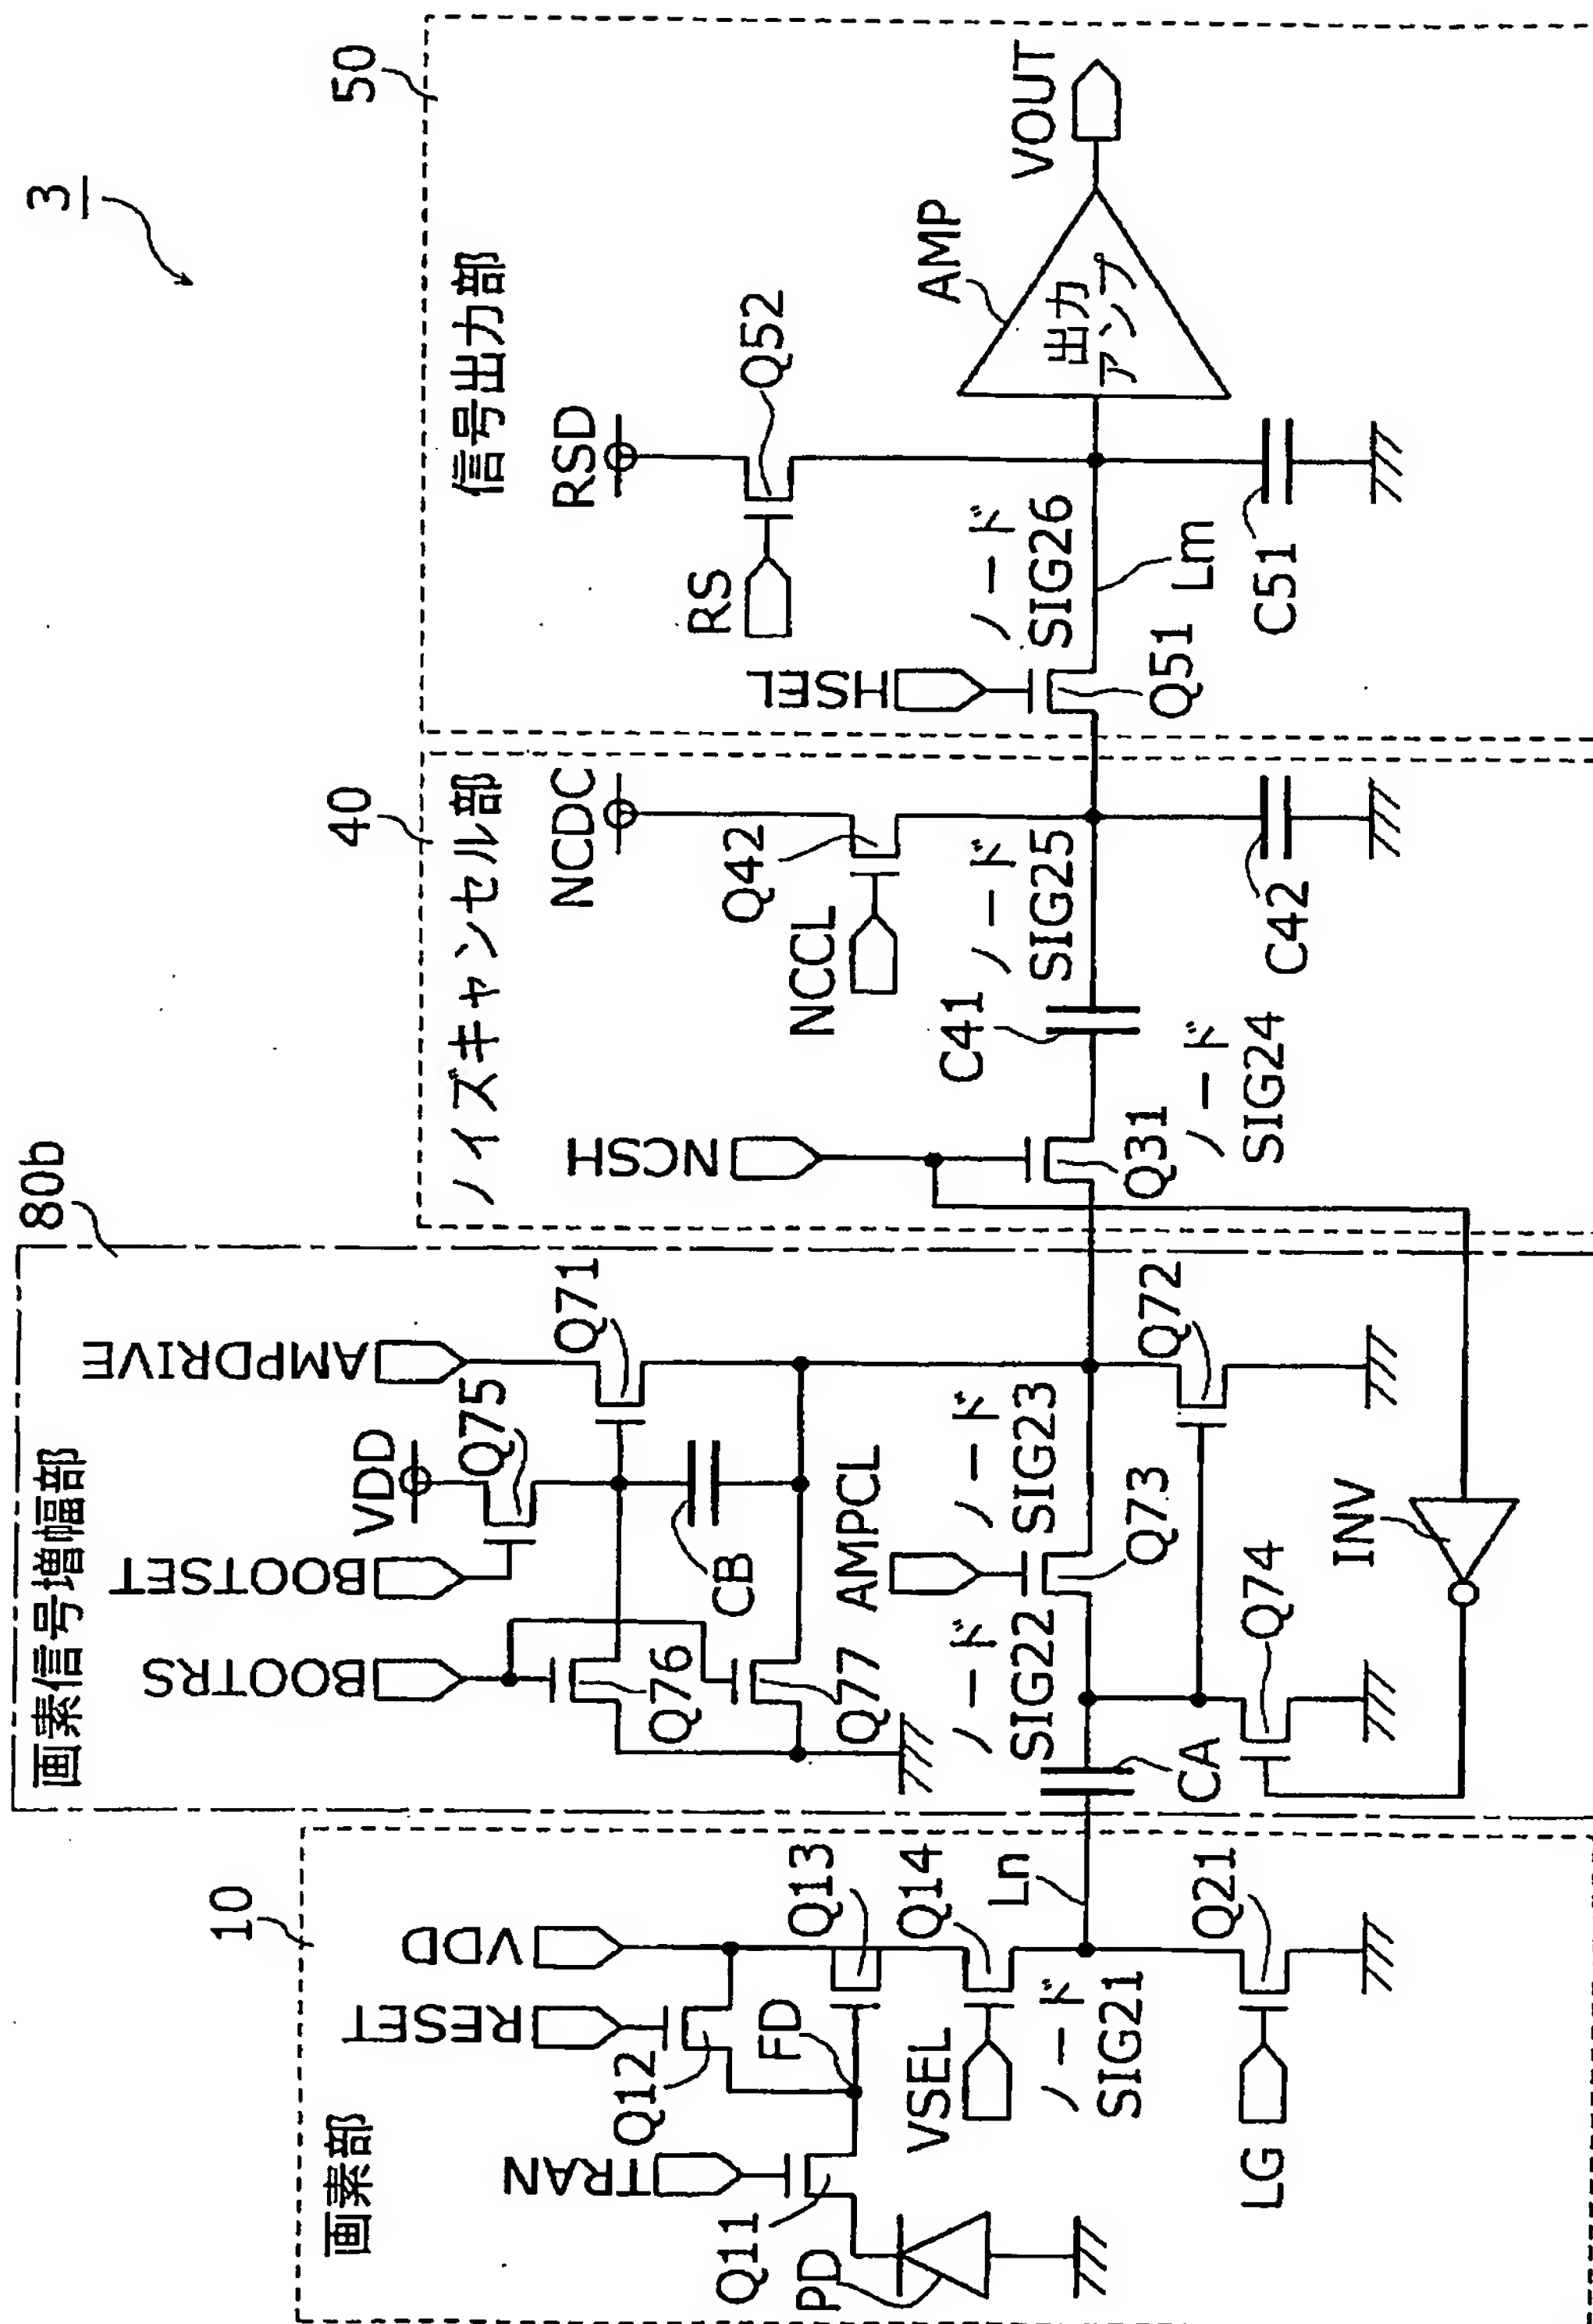 3
10
画素部
TRAN
Q11
PD
RESET
Q12
FD
VDD
Q13
VSEL
Q14
ノード
SIG21
Ln
LG
Q21
80b
画素信号増幅部
BOOTRS
BOOTSET
VDD
Q75
AMPDRIVE
Q71
Q76
Q77
CB
AMPCL
ノード
SIG22
ノード
SIG23
Q73
CA
Q72
Q74
INV
40
ノイズキャンセル部
NCSH
Q31
ノード
SIG24
C41
NCDC
Q42
NCCL
ノード
SIG25
C42
50
信号出力部
HSEL
Q51
RSD
Q52
RS
ノード
SIG26
Lm
C51
AMP
出力
アンプ
VOUT